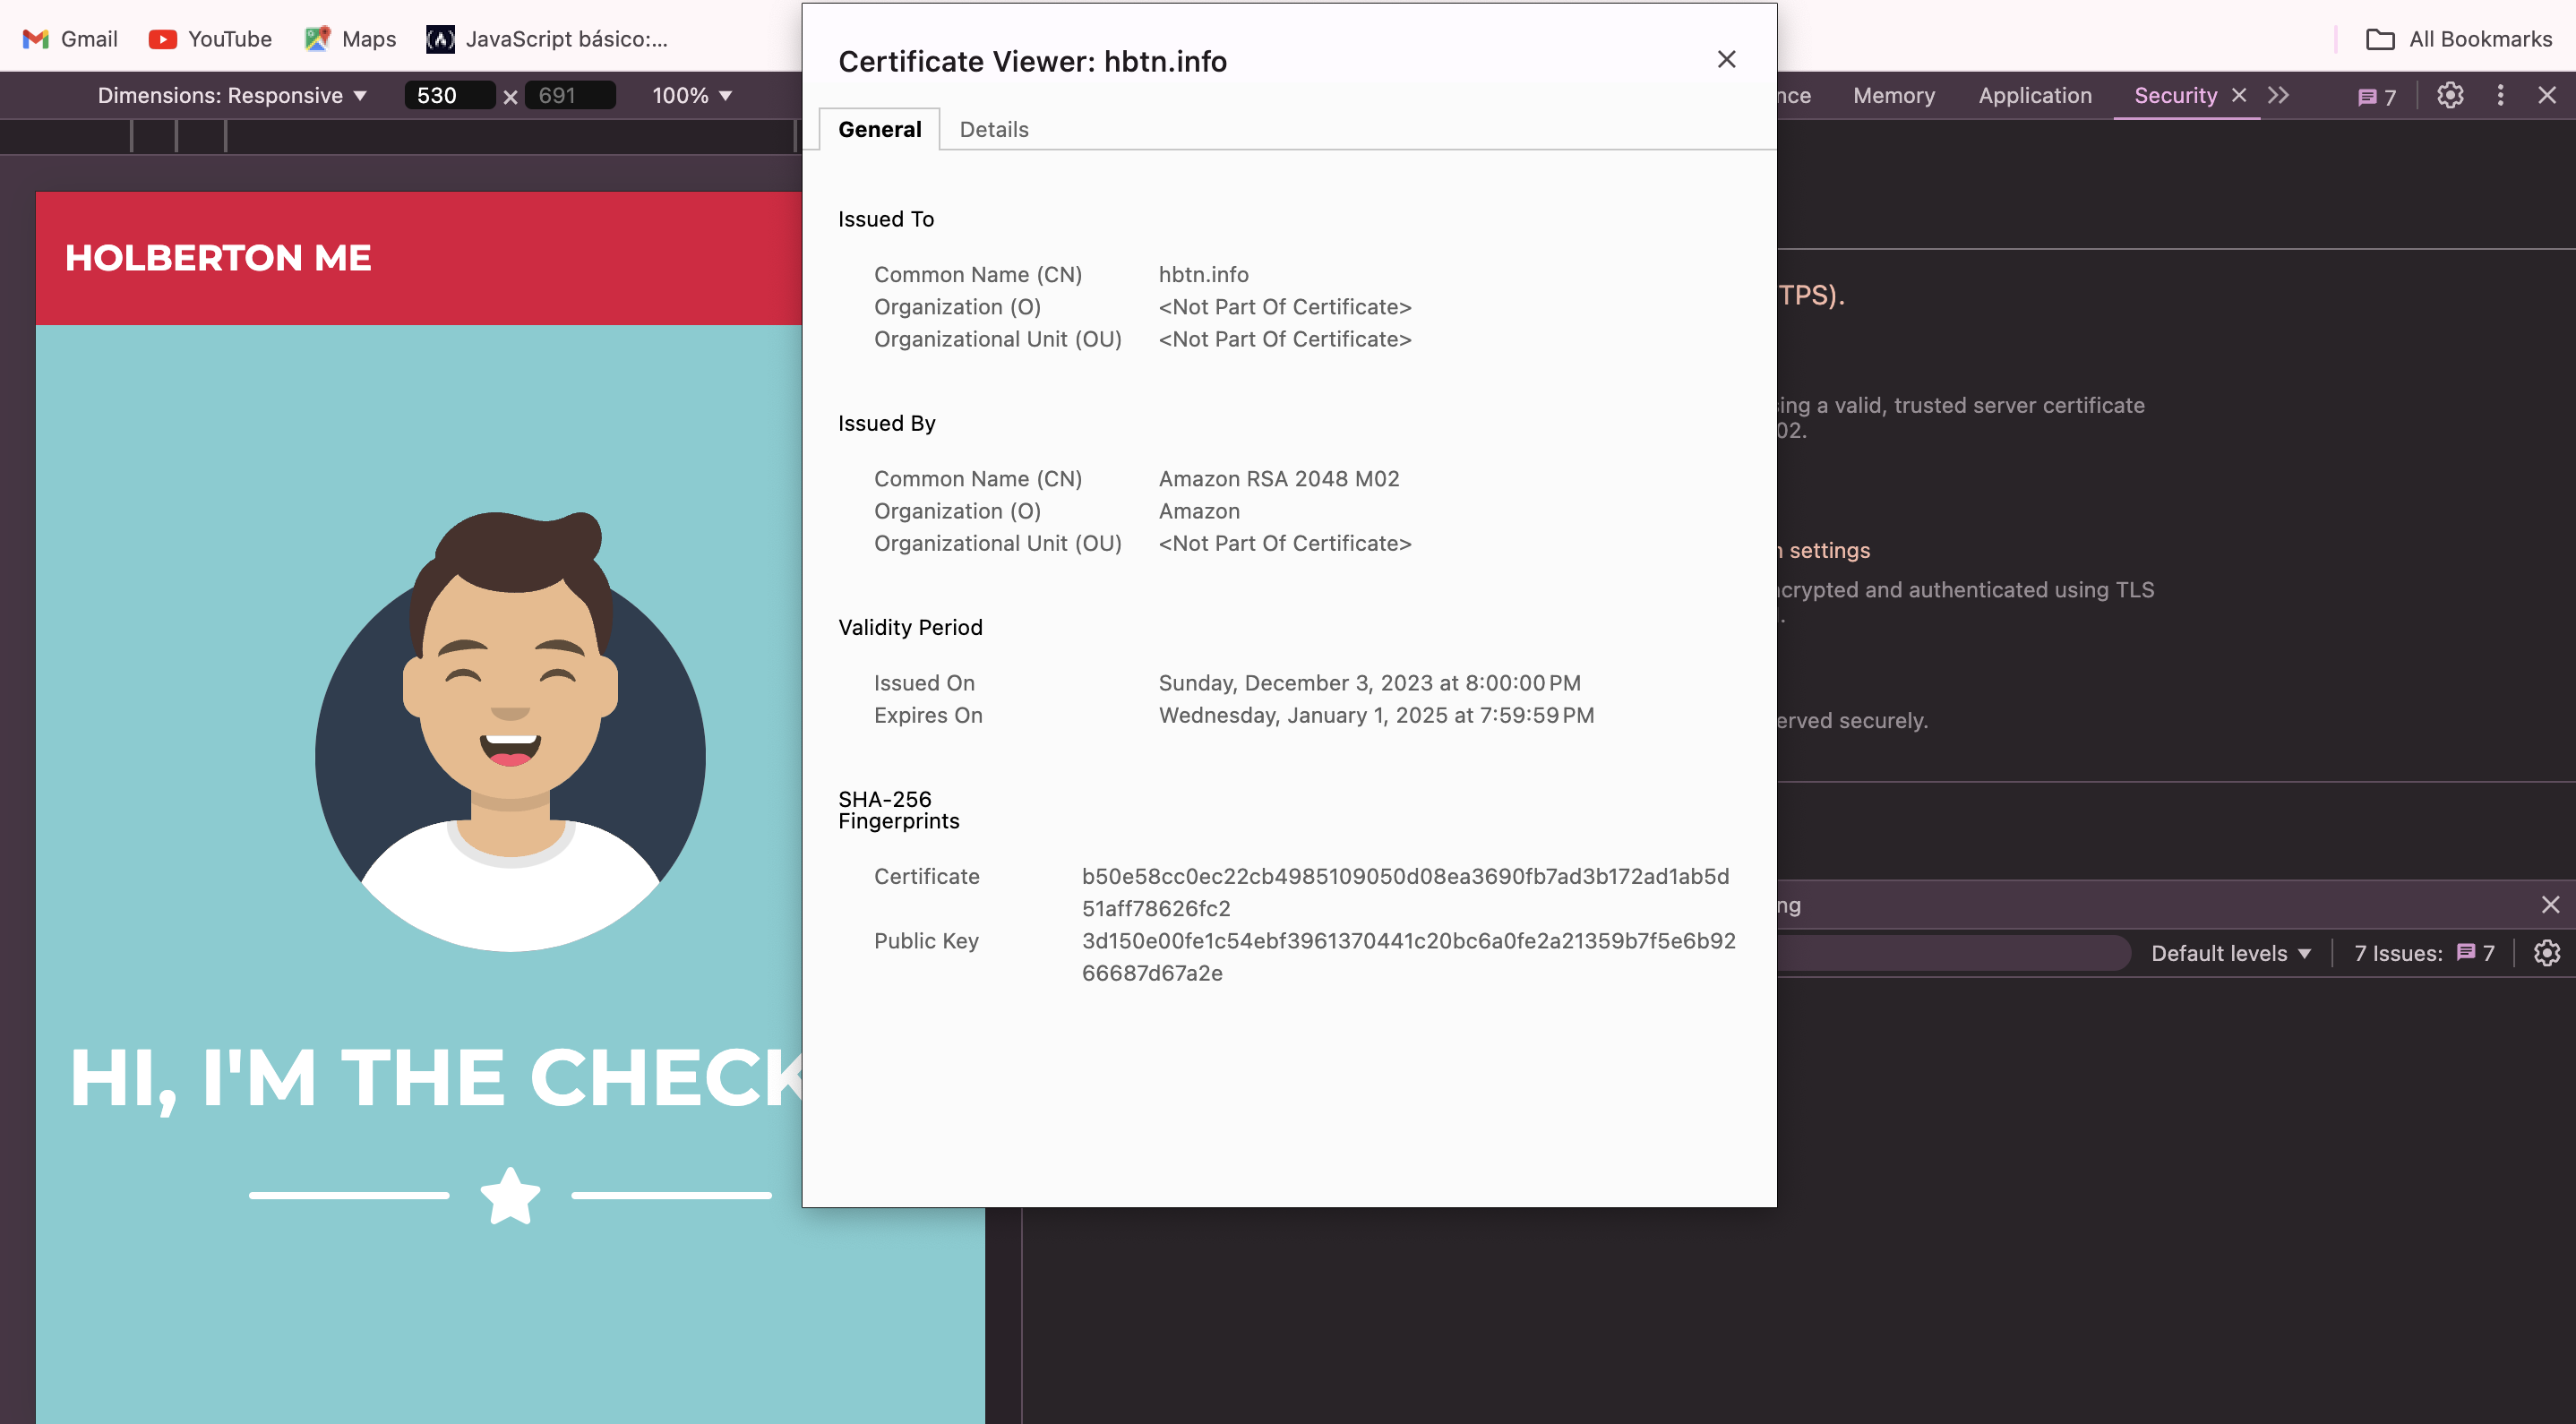 Gmail YouTube Maps JavaScript básico:... All Bookmarks
Dimensions: Responsive 530 x 691 100% Memory Application Security 7
HOLBERTON ME
HI, I'M THE CHECK
Certificate Viewer: hbtn.info
General Details
Issued To
Common Name (CN) hbtn.info
Organization (O) <Not Part Of Certificate>
Organizational Unit (OU) <Not Part Of Certificate>
Issued By
Common Name (CN) Amazon RSA 2048 M02
Organization (O) Amazon
Organizational Unit (OU) <Not Part Of Certificate>
Validity Period
Issued On Sunday, December 3, 2023 at 8:00:00 PM
Expires On Wednesday, January 1, 2025 at 7:59:59 PM
SHA-256
Fingerprints
Certificate b50e58cc0ec22cb4985109050d08ea3690fb7ad3b172ad1ab5d
51aff78626fc2
Public Key 3d150e00fe1c54ebf3961370441c20bc6a0fe2a21359b7f5e6b92
66687d67a2e
TPS).
ing a valid, trusted server certificate
02.
settings
crypted and authenticated using TLS
erved securely.
ng
Default levels 7 Issues: 7